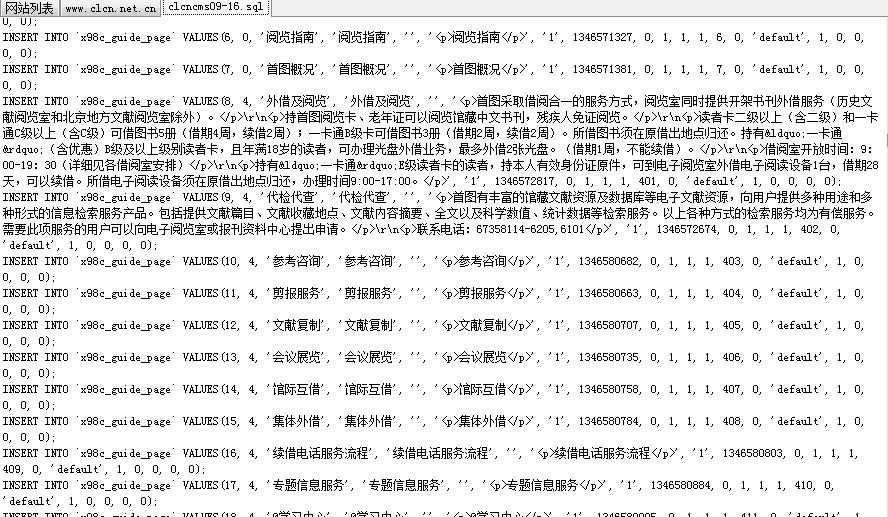 网站列表 www.clcn.net.cn clcncms09-16.sql
0, 0);
INSERT INTO `x98c_guide_page` VALUES(6, 0, '阅览指南', '阅览指南', '', '<p>阅览指南</p>', '1', 1346571327, 0, 1, 1, 1, 6, 0, 'default', 1, 0, 0,
0, 0);
INSERT INTO `x98c_guide_page` VALUES(7, 0, '首图概况', '首图概况', '', '<p>首图概况</p>', '1', 1346571381, 0, 1, 1, 1, 7, 0, 'default', 1, 0, 0,
0, 0);
INSERT INTO `x98c_guide_page` VALUES(8, 4, '外借及阅览', '外借及阅览', '', '<p>首图采取借阅合一的服务方式，阅览室同时提供开架书刊外借服务（历史文
献阅览室和北京地方文献阅览室除外）。</p>\r\n<p>持首图阅览卡、老年证可以阅览馆藏中文书刊，残疾人免证阅览。</p>\r\n<p>读者卡二级以上（含二级）和一卡
通C级以上（含C级）可借图书5册（借期4周，续借2周）；一卡通B级卡可借图书3册（借期2周，续借2周）。所借图书须在原借出地点归还。持有&ldquo;一卡通
&rdquo;（含优惠）B级及以上级别读者卡，且年满18岁的读者，可办理光盘外借业务，最多外借2张光盘。（借期1周，不能续借）。</p>\r\n<p>借阅室开放时间：9：
00-19：30（详细见各借阅室安排）</p>\r\n<p>持有&ldquo;一卡通&rdquo;E级读者卡的读者，持本人有效身份证原件，可到电子阅览室外借电子阅读设备1台，借期28
天，可以续借。所借电子阅读设备须在原借出地点归还，办理时间9:00-17:00。</p>', '1', 1346572817, 0, 1, 1, 1, 401, 0, 'default', 1, 0, 0, 0, 0);
INSERT INTO `x98c_guide_page` VALUES(9, 4, '代检代查', '代检代查', '', '<p>首图有丰富的馆藏文献资源及数据库等电子文献资源，向用户提供多种用途和多
种形式的信息检索服务产品。包括提供文献篇目、文献收藏地点、文献内容摘要、全文以及科学数值、统计数据等检索服务。以上各种方式的检索服务均为有偿服务。
需要此项服务的用户可以向电子阅览室或报刊资料中心提出申请。</p>\r\n<p>联系电话：67358114-6205,6101</p>', '1', 1346572674, 0, 1, 1, 1, 402, 0,
'default', 1, 0, 0, 0, 0);
INSERT INTO `x98c_guide_page` VALUES(10, 4, '参考咨询', '参考咨询', '', '<p>参考咨询</p>', '1', 1346580682, 0, 1, 1, 1, 403, 0, 'default', 1, 0,
0, 0, 0);
INSERT INTO `x98c_guide_page` VALUES(11, 4, '剪报服务', '剪报服务', '', '<p>剪报服务</p>', '1', 1346580663, 0, 1, 1, 1, 404, 0, 'default', 1, 0,
0, 0, 0);
INSERT INTO `x98c_guide_page` VALUES(12, 4, '文献复制', '文献复制', '', '<p>文献复制</p>', '1', 1346580707, 0, 1, 1, 1, 405, 0, 'default', 1, 0,
0, 0, 0);
INSERT INTO `x98c_guide_page` VALUES(13, 4, '会议展览', '会议展览', '', '<p>会议展览</p>', '1', 1346580735, 0, 1, 1, 1, 406, 0, 'default', 1, 0,
0, 0, 0);
INSERT INTO `x98c_guide_page` VALUES(14, 4, '馆际互借', '馆际互借', '', '<p>馆际互借</p>', '1', 1346580758, 0, 1, 1, 1, 407, 0, 'default', 1, 0,
0, 0, 0);
INSERT INTO `x98c_guide_page` VALUES(15, 4, '集体外借', '集体外借', '', '<p>集体外借</p>', '1', 1346580784, 0, 1, 1, 1, 408, 0, 'default', 1, 0,
0, 0, 0);
INSERT INTO `x98c_guide_page` VALUES(16, 4, '续借电话服务流程', '续借电话服务流程', '', '<p>续借电话服务流程</p>', '1', 1346580803, 0, 1, 1, 1,
409, 0, 'default', 1, 0, 0, 0, 0);
INSERT INTO `x98c_guide_page` VALUES(17, 4, '专题信息服务', '专题信息服务', '', '<p>专题信息服务</p>', '1', 1346580884, 0, 1, 1, 1, 410, 0,
'default', 1, 0, 0, 0, 0);